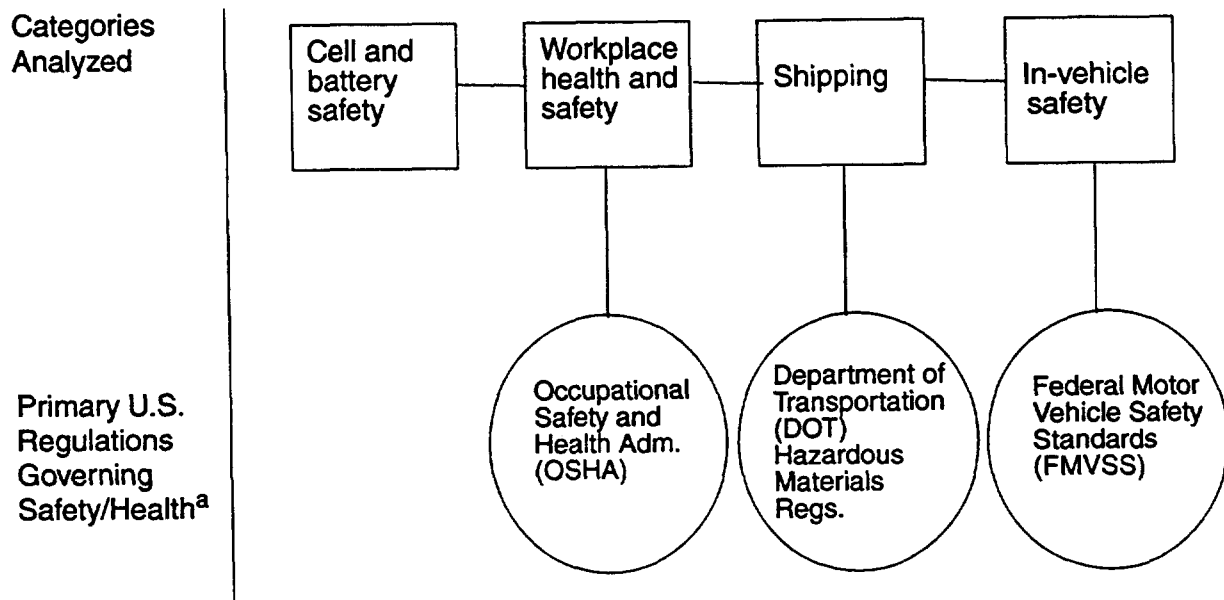 Categories
Analyzed
Cell and
battery
safety
Workplace
health and
safety
Shipping
In-vehicle
safety
Primary U.S.
Regulations
Governing
Safety/Healthª
Occupational
Safety and
Health Adm.
(OSHA)
Department of
Transportation
(DOT)
Hazardous
Materials
Regs.
Federal Motor
Vehicle Safety
Standards
(FMVSS)